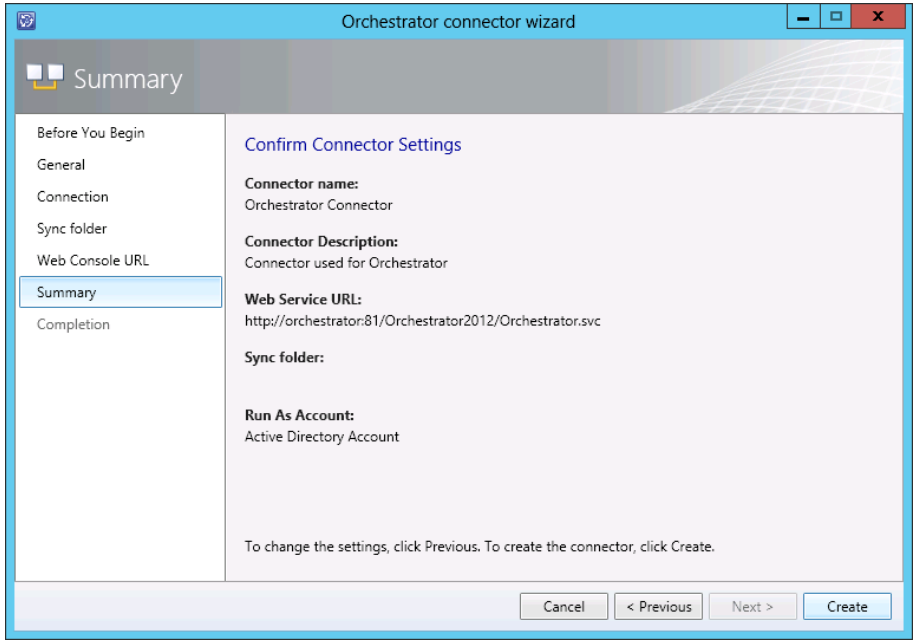 Orchestrator connector wizard
Summary
Before You Begin
General
Connection
Sync folder
Web Console URL
Summary
Completion
Confirm Connector Settings
Connector name:
Orchestrator Connector
Connector Description:
Connector used for Orchestrator
Web Service URL:
http://orchestrator:81/Orchestrator2012/Orchestrator.svc
Sync folder:
Run As Account:
Active Directory Account
To change the settings, click Previous. To create the connector, click Create.
Cancel
< Previous
Next >
Create